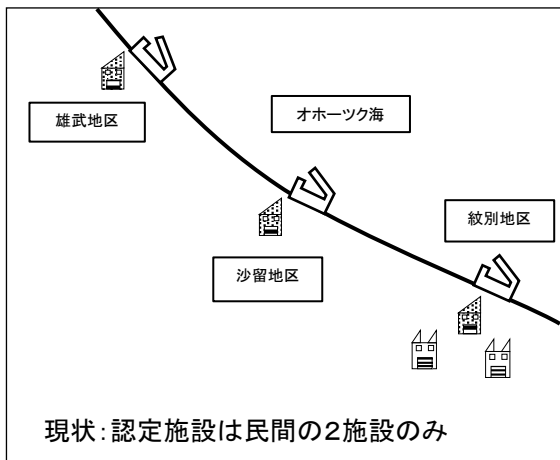 雄武地区
オホーツク海
紋別地区
沙留地区
現状：認定施設は民間の２施設のみ